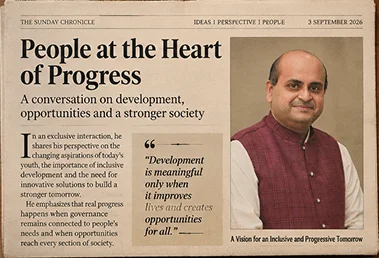 THE SUNDAY CHRONICLE
IDEAS | PERSPECTIVE | PEOPLE
3 SEPTEMBER 2026
People at the Heart
of Progress
A conversation on development,
opportunities and a stronger society
In an exclusive interaction, he
shares his perspective on the
changing aspirations of today's
youth, the importance of inclusive
development and the need for
innovative solutions to build a
stronger tomorrow.
He emphasizes that real progress
happens when governance
remains connected to people's
needs and when opportunities
reach every section of society.
“
"Development
is meaningful
only when
it improves
lives and creates
opportunities
for all."
A Vision for an Inclusive and Progressive Tomorrow